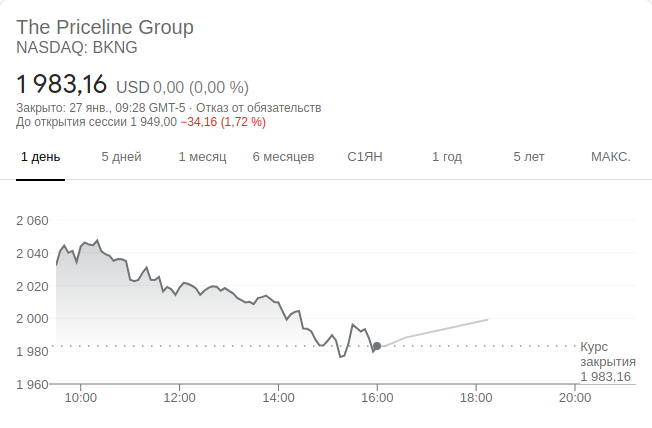 The Priceline Group
NASDAQ: BKNG
1 983,16 USD 0,00 (0,00 %)
Закрыто: 27 янв., 09:28 GMT-5 · Отказ от обязательств
До открытия сессии 1 949,00 −34,16 (1,72 %)
1 день 5 дней 1 месяц 6 месяцев С1ЯН 1 год 5 лет МАКС.
2 060
2 040
2 020
2 000
1 980
1 960
Курс
закрытия
1 983,16
10:00 12:00 14:00 16:00 18:00 20:00